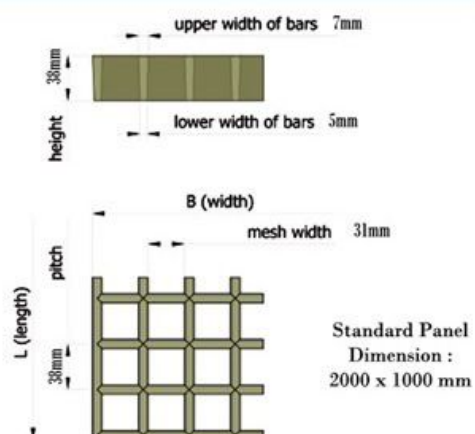 upper width of bars 7mm
38mm
height
lower width of bars 5mm
B (width)
mesh width 31mm
pitch
L (length)
38mm
Standard Panel
Dimension :
2000 x 1000 mm